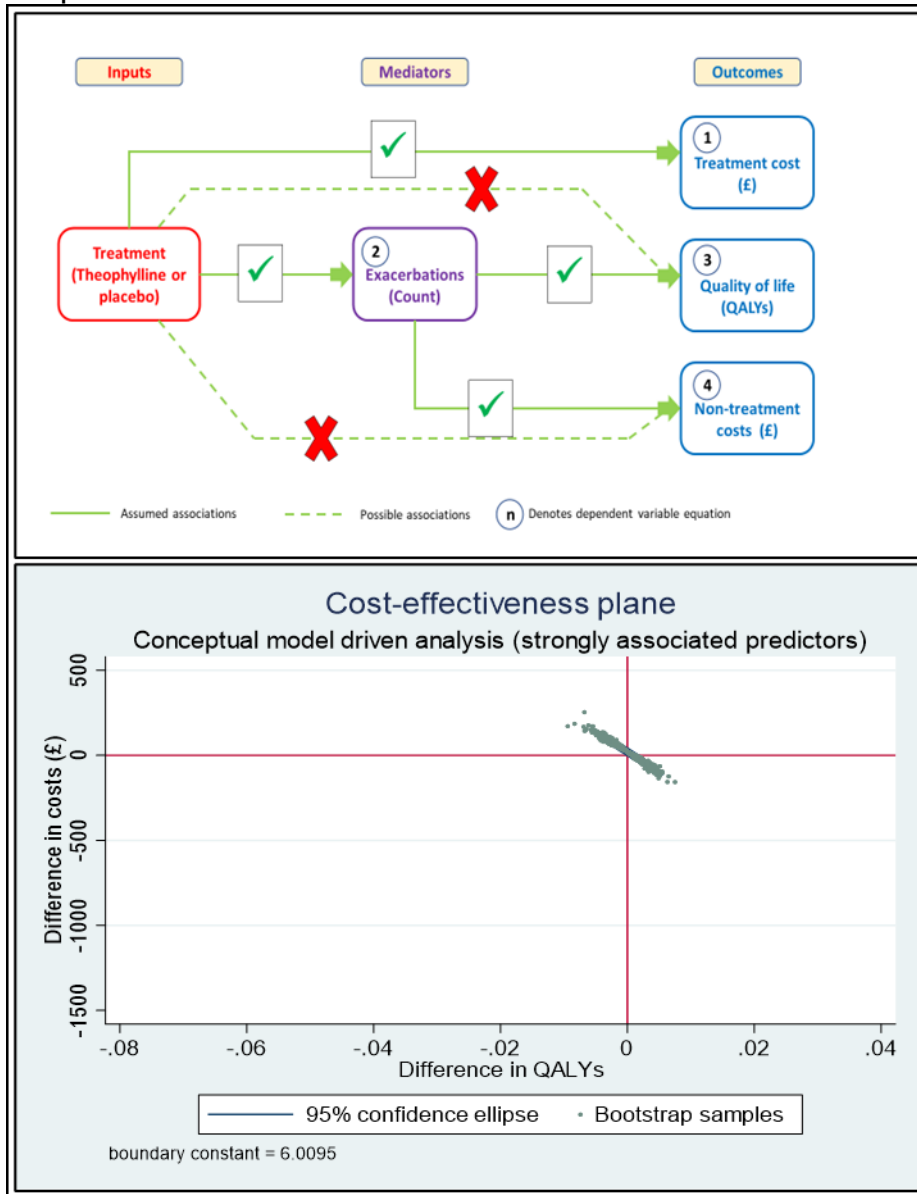 Inputs
Mediators
Outcomes
1
Treatment cost
(£)
Treatment
(Theophylline or
placebo)
2
Exacerbations
(Count)
3
Quality of life
(QALYs)
4
Non-treatment
costs (£)
Assumed associations
Possible associations
n
Denotes dependent variable equation
Cost-effectiveness plane
Conceptual model driven analysis (strongly associated predictors)
Difference in costs (£)
500
0
-500
-1000
-1500
-.08
-.06
-.04
-.02
0
.02
.04
Difference in QALYs
95% confidence ellipse
Bootstrap samples
boundary constant = 6.0095